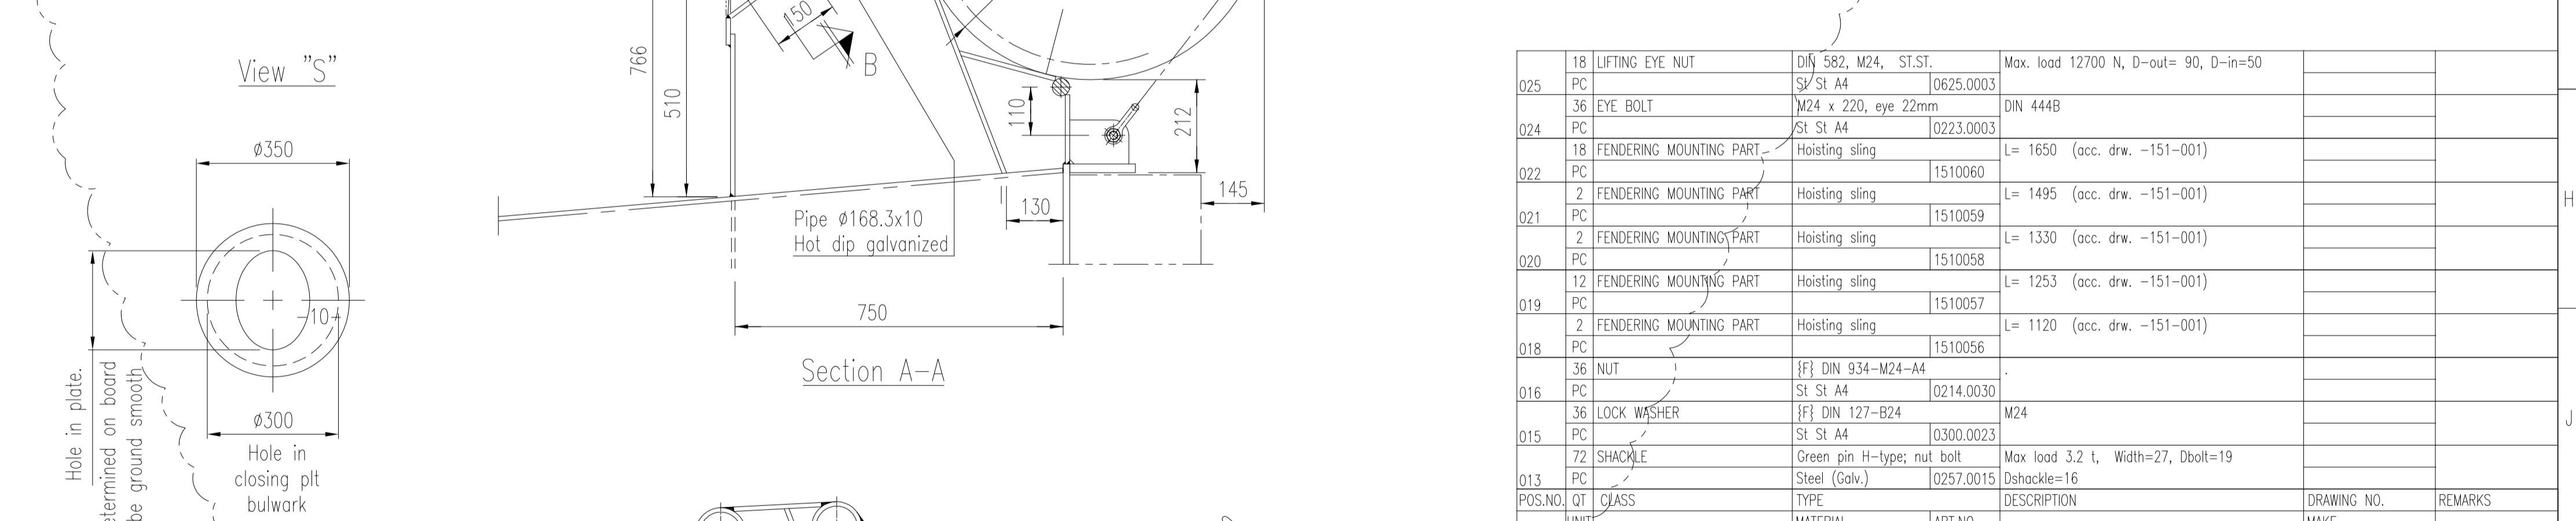 View "S"
ø350
10
ø300
Hole in
closing plt
bulwark
Hole in plate.
etermined on board
be ground smooth
150
B
766
510
110
212
145
130
Pipe ø168.3x10
Hot dip galvanized
750
Section A-A
18 LIFTING EYE NUT DIN 582, M24, ST.ST. Max. load 12700 N, D-out= 90, D-in=50
025 PC St St A4 0625.0003
36 EYE BOLT M24 x 220, eye 22mm DIN 444B
024 PC St St A4 0223.0003
18 FENDERING MOUNTING PART Hoisting sling L= 1650 (acc. drw. -151-001)
022 PC 1510060
2 FENDERING MOUNTING PART Hoisting sling L= 1495 (acc. drw. -151-001)
021 PC 1510059
2 FENDERING MOUNTING PART Hoisting sling L= 1330 (acc. drw. -151-001)
020 PC 1510058
12 FENDERING MOUNTING PART Hoisting sling L= 1253 (acc. drw. -151-001)
019 PC 1510057
2 FENDERING MOUNTING PART Hoisting sling L= 1120 (acc. drw. -151-001)
018 PC 1510056
36 NUT {F} DIN 934-M24-A4 .
016 PC St St A4 0214.0030
36 LOCK WASHER {F} DIN 127-B24 M24
015 PC St St A4 0300.0023
72 SHACKLE Green pin H-type; nut bolt Max load 3.2 t, Width=27, Dbolt=19
013 PC Steel (Galv.) 0257.0015 Dshackle=16
POS.NO. QT CLASS TYPE DESCRIPTION DRAWING NO. REMARKS
UNIT MATERIAL ART.NO. MAKE
H
J